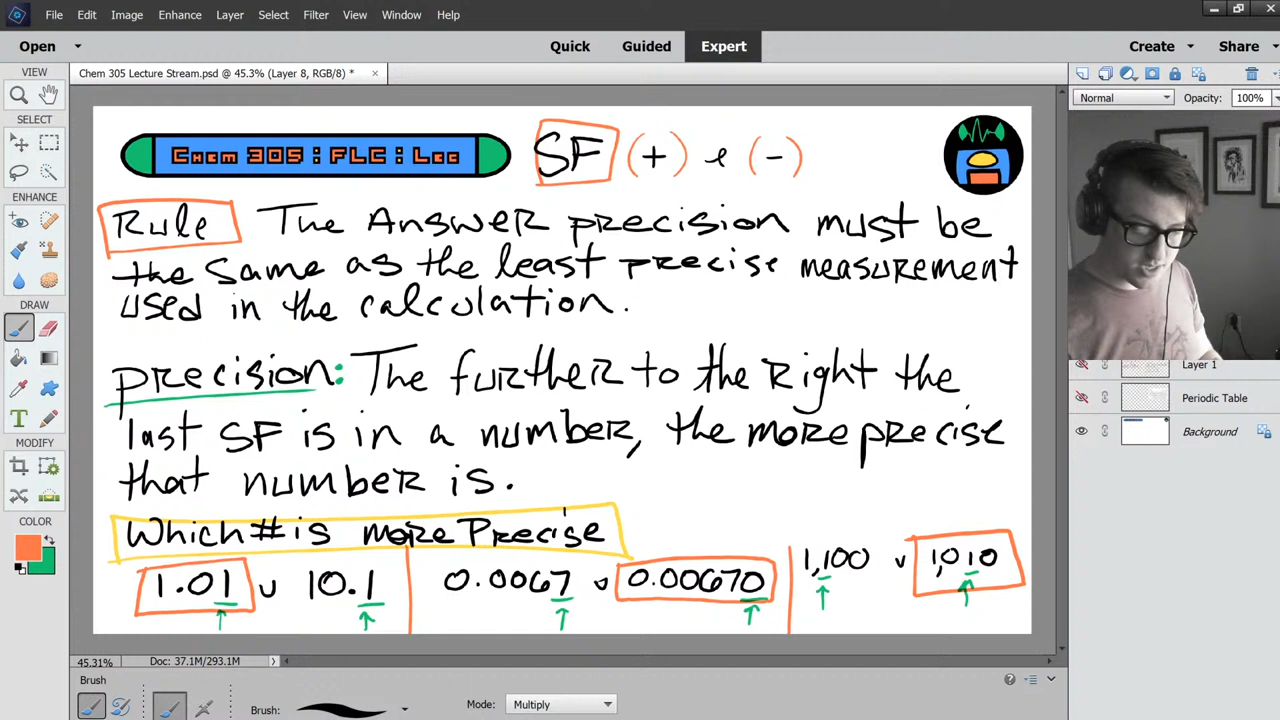 File Edit Image Enhance Layer Select Filter View Window Help
Open Quick Guided Expert Create Share
Chem 305 Lecture Stream.psd @ 45.3% (Layer 8, RGB/8) * ×
Normal Opacity: 100%
VIEW
SELECT
ENHANCE
DRAW
MODIFY
COLOR
Chem 305 : FLC : Lec
SF (+) e (-)
Rule The Answer precision must be
the same as the least precise measurement
used in the calculation.
precision: The further to the Right the
last SF is in a number, the more precise
that number is.
Which # is more Precise
1.01 v 10.1 0.0067 v 0.00670 1,100 v 1,010
Layer 1
Periodic Table
Background
45.31% Doc: 37.1M/293.1M
Brush
Brush: Mode: Multiply